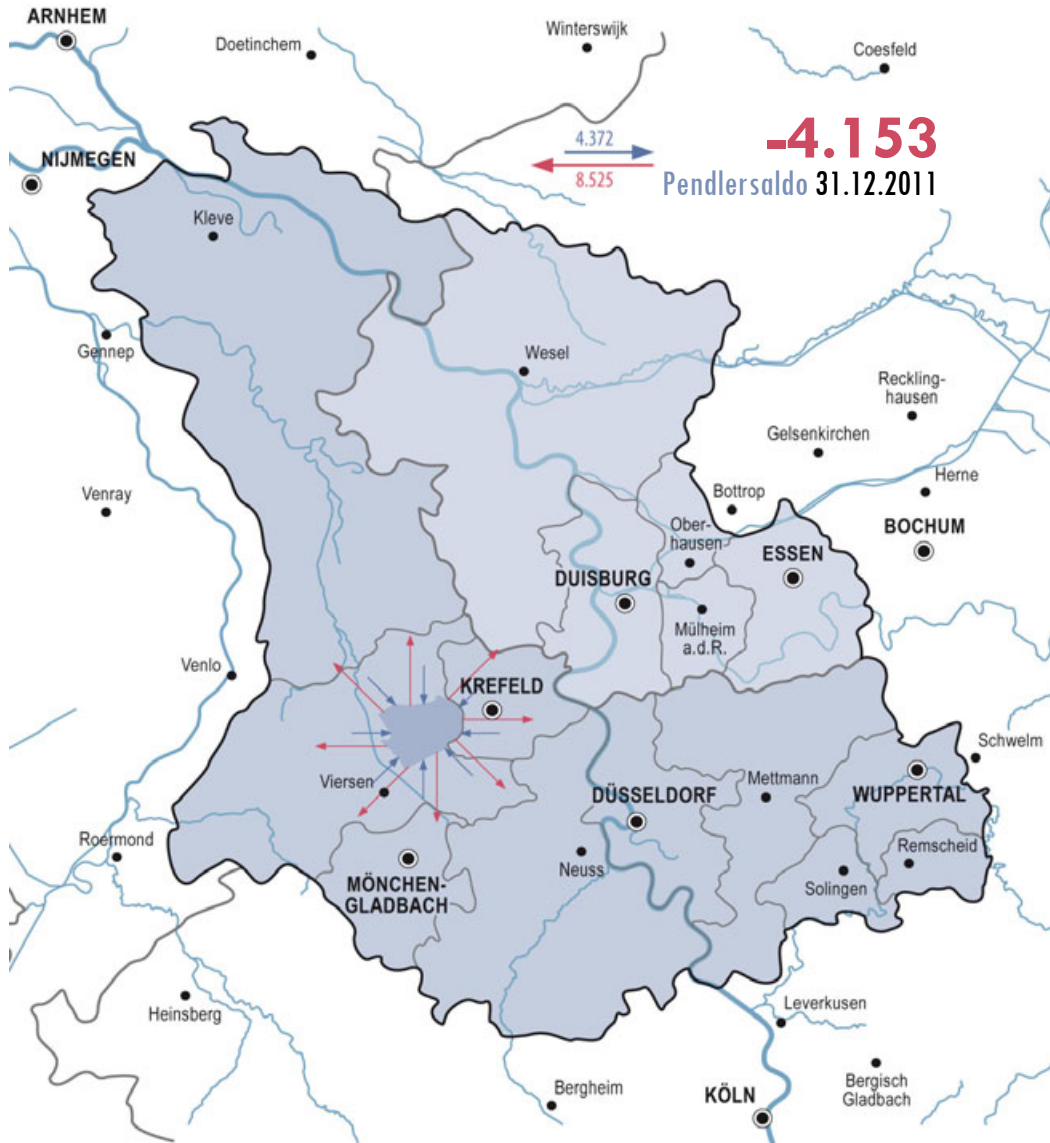 ARNHEM
Winterswijk
Doetinchem
Coesfeld
4.372
8.525
-4.153
Pendlersaldo 31.12.2011
NIJMEGEN
Kleve
Gennep
Wesel
Reckling-
hausen
Gelsenkirchen
Herne
Venray
Bottrop
Ober-
hausen
BOCHUM
ESSEN
DUISBURG
Mülheim
a.d.R.
Venlo
KREFELD
Schwelm
Viersen
Mettmann
DÜSSELDORF
WUPPERTAL
Roermond
Remscheid
Neuss
Solingen
MÖNCHEN-
GLADBACH
Heinsberg
Leverkusen
Bergheim
KÖLN
Bergisch
Gladbach